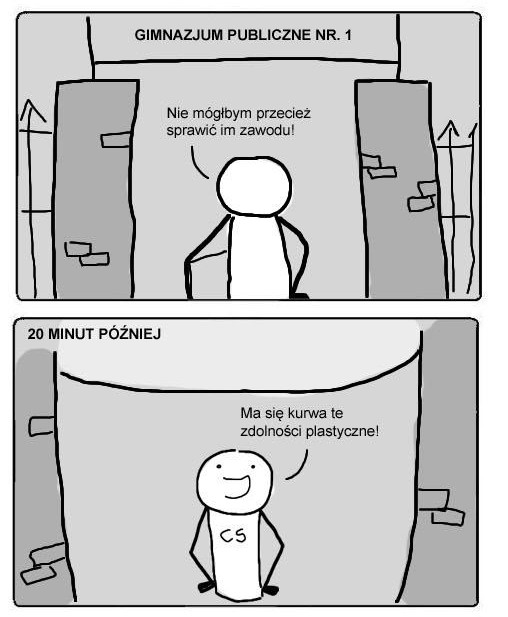 GIMNAZJUM PUBLICZNE NR. 1
Nie mógłbym przecież
sprawić im zawodu!
20 MINUT PÓŹNIEJ
Ma się kurwa te
zdolności plastyczne!
CS